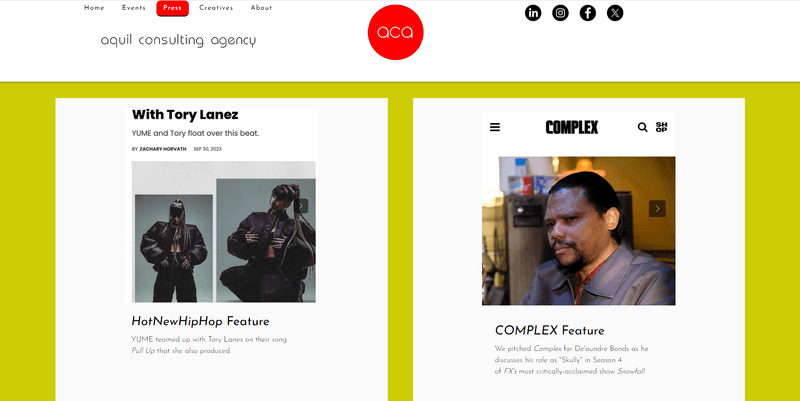 Home Events Press Creatives About
aquil consulting agency
aca
in f X
With Tory Lanez
YUME and Tory float over this beat.
BY ZACHARY HORVATH SEP 30, 2023
HotNewHipHop Feature
YUME teamed up with Tory Lanes on their song
Pull Up that she also produced.
COMPLEX
SH
OP
COMPLEX Feature
We pitched Complex for De'aundre Bonds as he
discusses his role as "Skully" in Season 4
of FX's most critically-acclaimed show Snowfall.